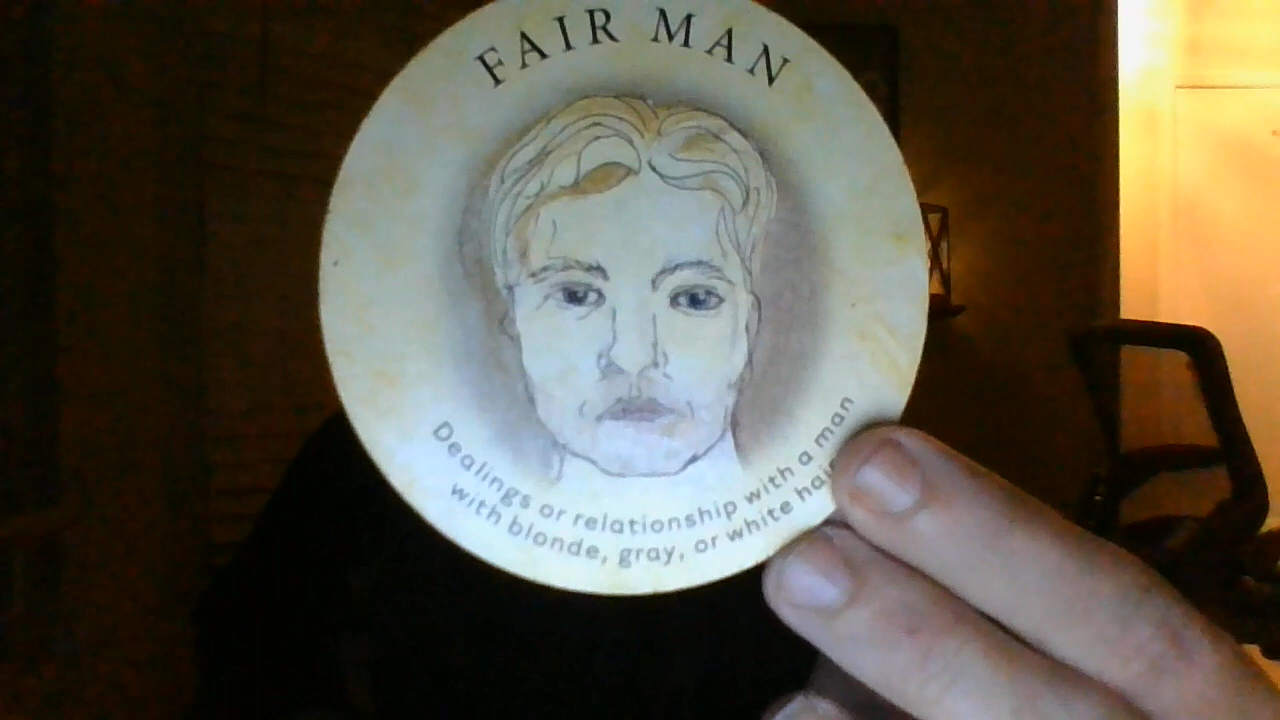 FAIR MAN
Dealings or relationship with a man
with blonde, gray, or white hair